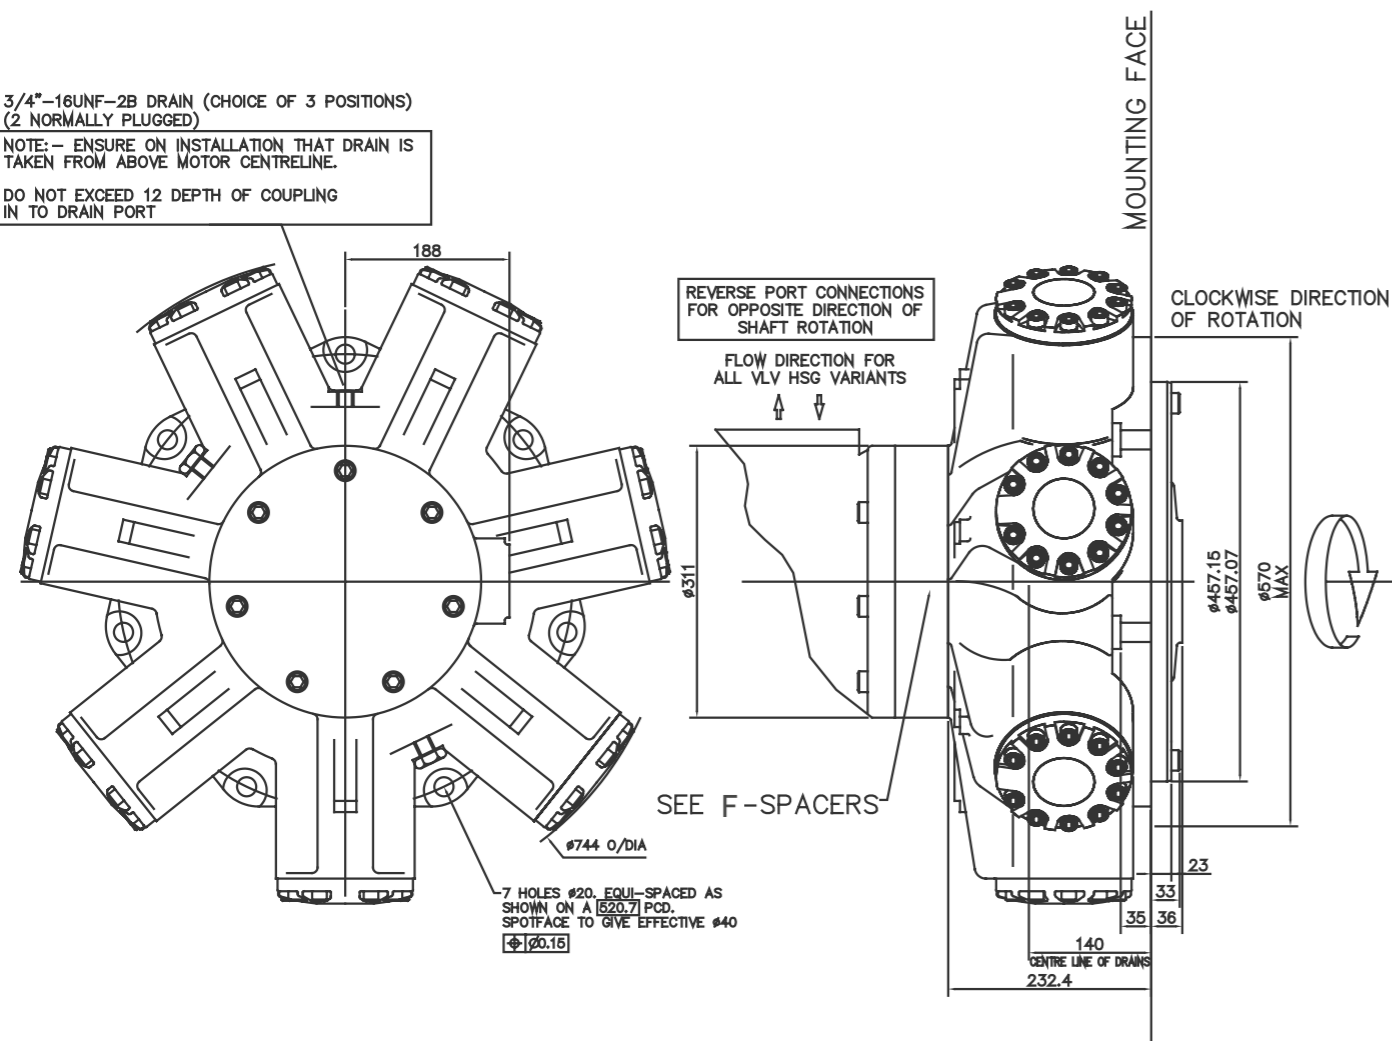 3/4"-16UNF-2B DRAIN (CHOICE OF 3 POSITIONS)
(2 NORMALLY PLUGGED)
NOTE:- ENSURE ON INSTALLATION THAT DRAIN IS
TAKEN FROM ABOVE MOTOR CENTRELINE.
DO NOT EXCEED 12 DEPTH OF COUPLING
IN TO DRAIN PORT
188
MOUNTING FACE
REVERSE PORT CONNECTIONS
FOR OPPOSITE DIRECTION OF
SHAFT ROTATION
FLOW DIRECTION FOR
ALL VLV HSG VARIANTS
CLOCKWISE DIRECTION
OF ROTATION
ø311
ø457.15
ø457.07
ø570
MAX
SEE F-SPACERS
ø744 O/DIA
7 HOLES ø20. EQUI-SPACED AS
SHOWN ON A 520.7 PCD.
SPOTFACE TO GIVE EFFECTIVE ø40
⌖ Ø0.15
23
33
35 36
140
CENTRE LINE OF DRAINS
232.4